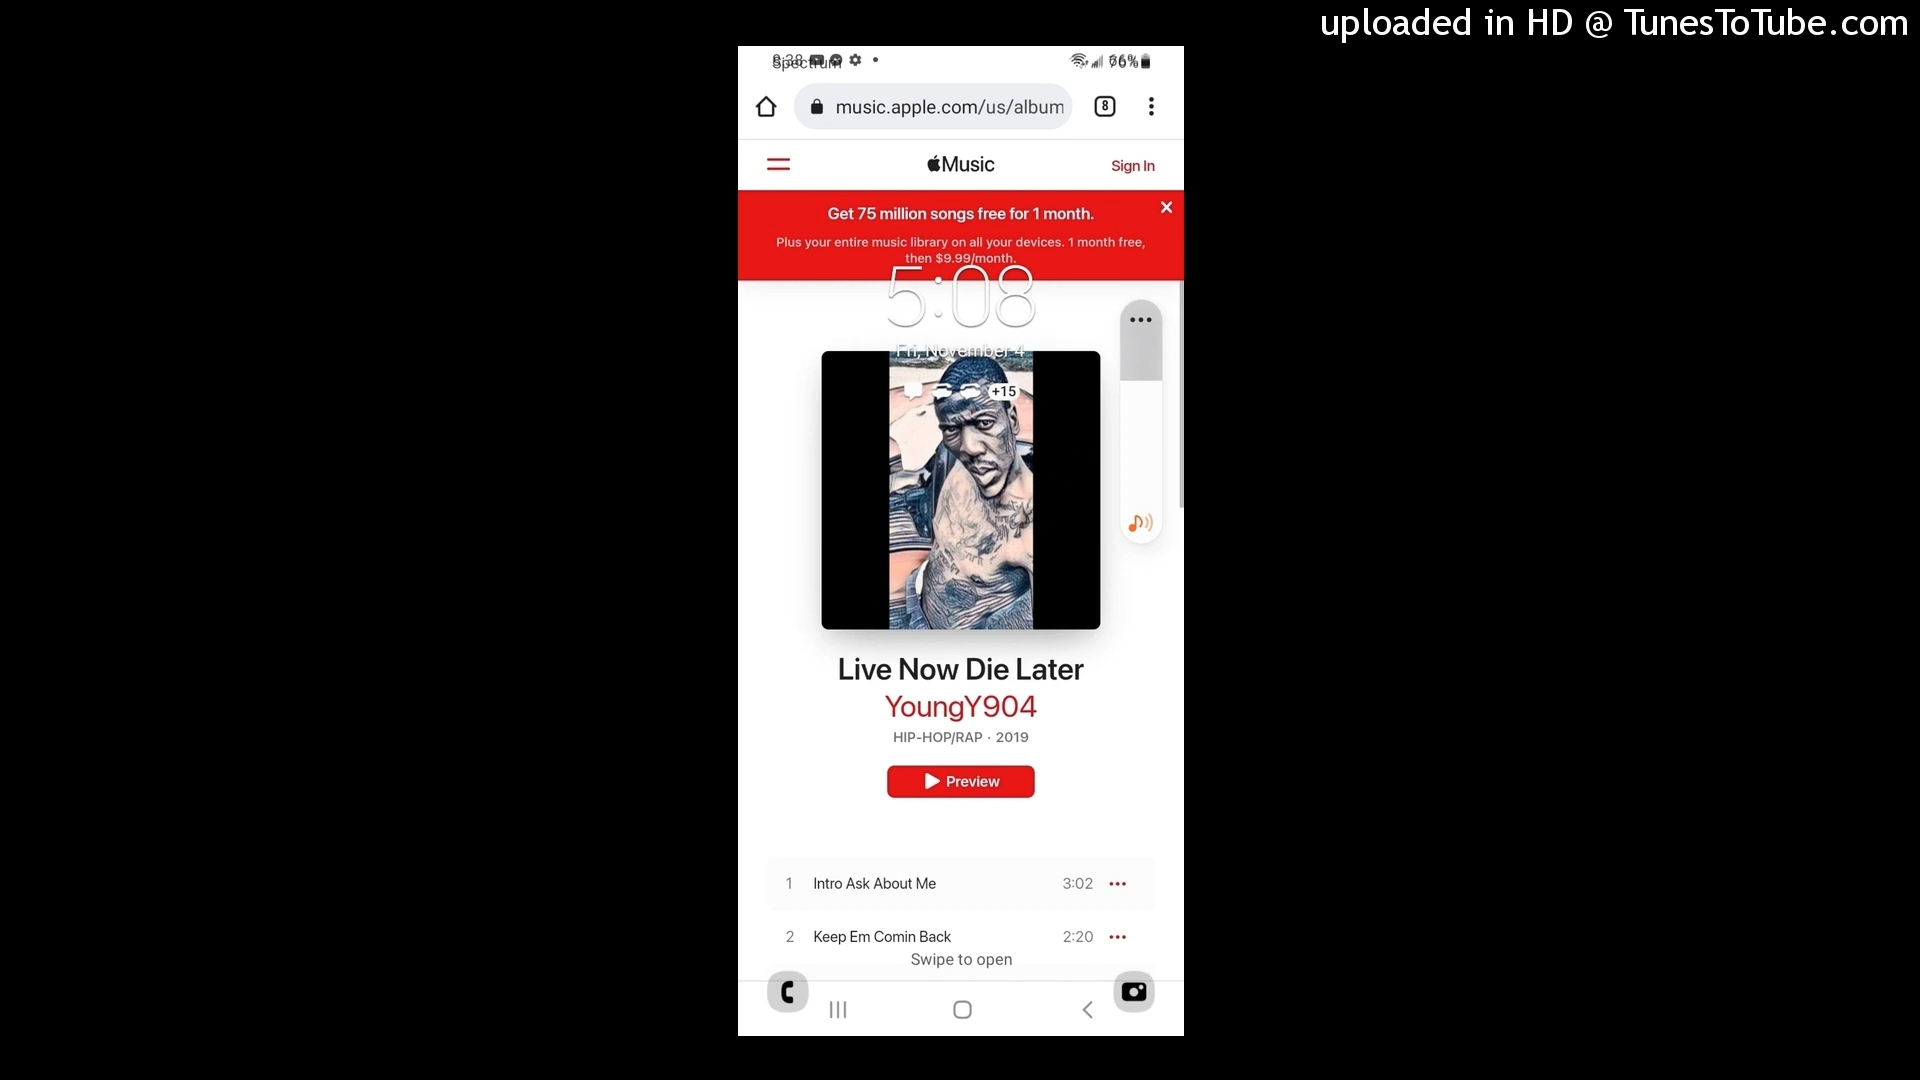 uploaded in HD @ TunesToTube.com
Spectrum
music.apple.com/us/album
8
Music
Sign In
Get 75 million songs free for 1 month.
Plus your entire music library on all your devices. 1 month free,
then $9.99/month.
5:08
Fri, November 4
+15
Live Now Die Later
YoungY904
HIP-HOP/RAP · 2019
Preview
1 Intro Ask About Me 3:02
2 Keep Em Comin Back 2:20
Swipe to open